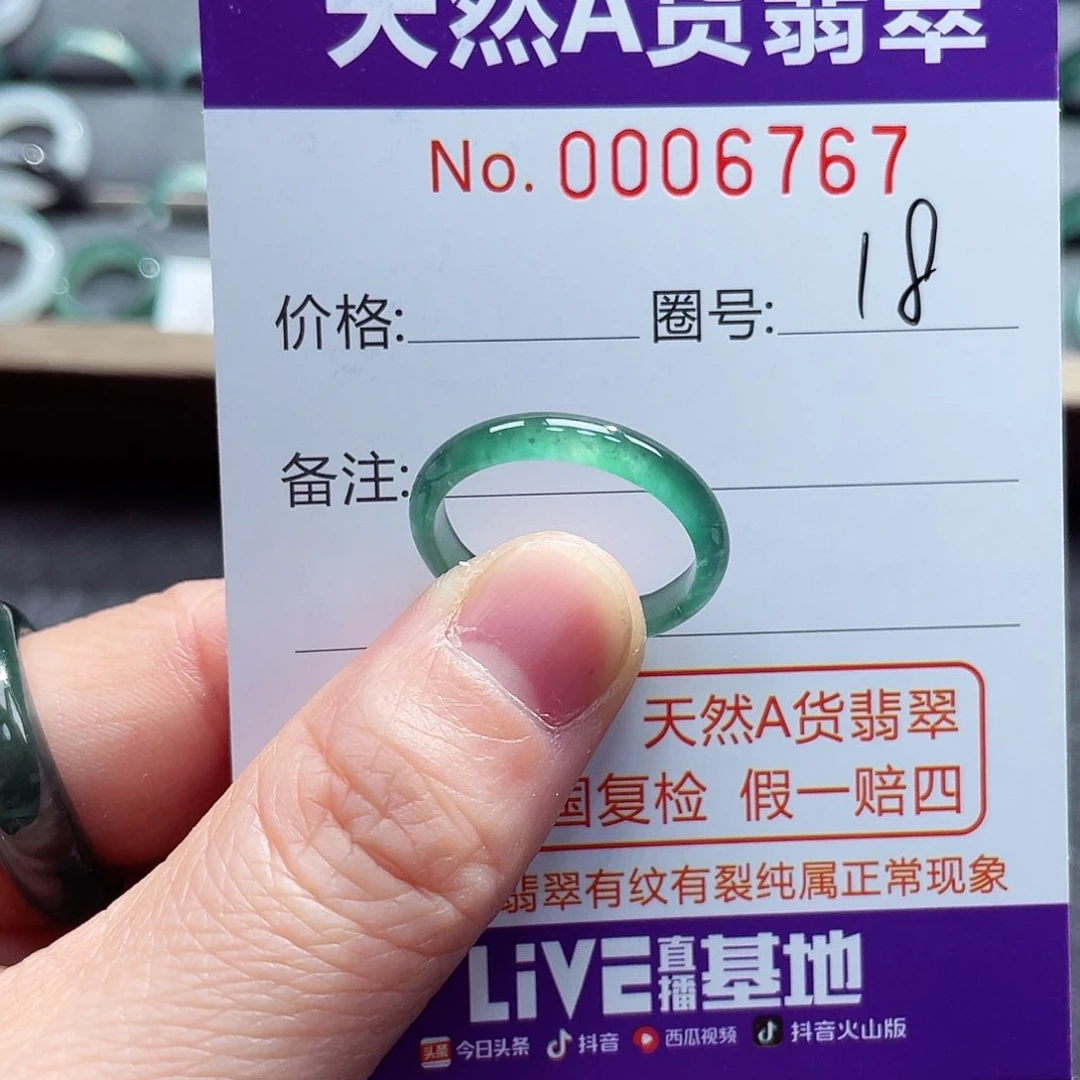 天然A货翡翠
No. 0006767
价格: 圈号: 18
备注:
天然A货翡翠
国复检 假一赔四
翡翠有纹有裂纯属正常现象
LiVE直播基地
头条 今日头条 抖音 西瓜视频 抖音火山版